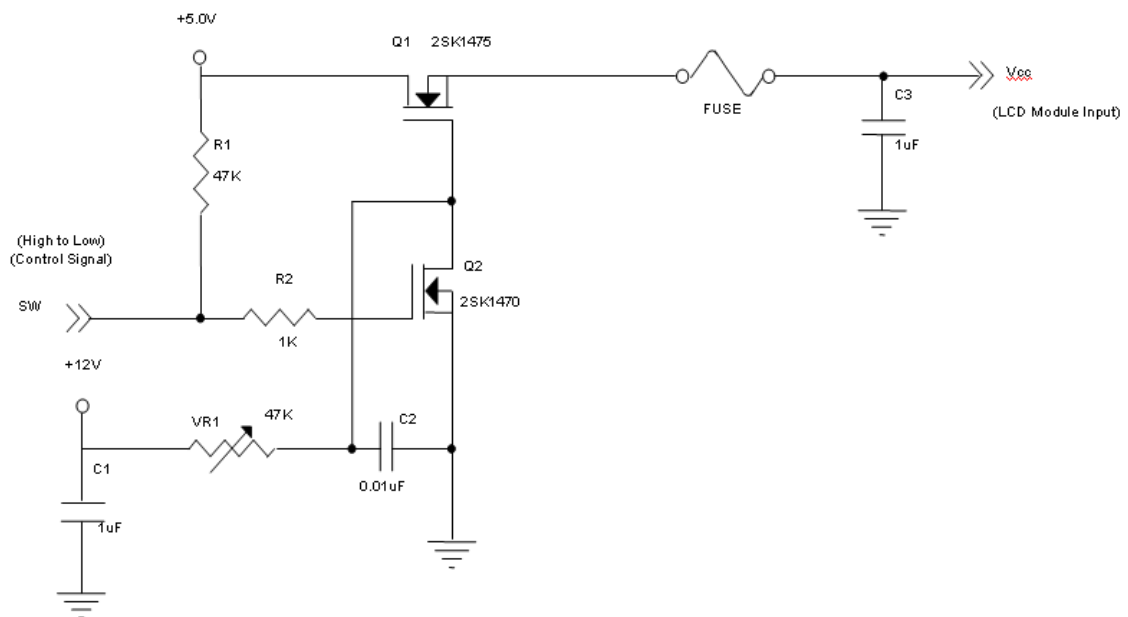 +5.0V
Q1 2SK1475
Vcc
FUSE
C3
(LCD Module Input)
1uF
R1
47K
(High to Low)
(Control Signal)
R2
Q2
SW
2SK1470
1K
+12V
47K
VR1
C2
C1
0.01uF
1uF